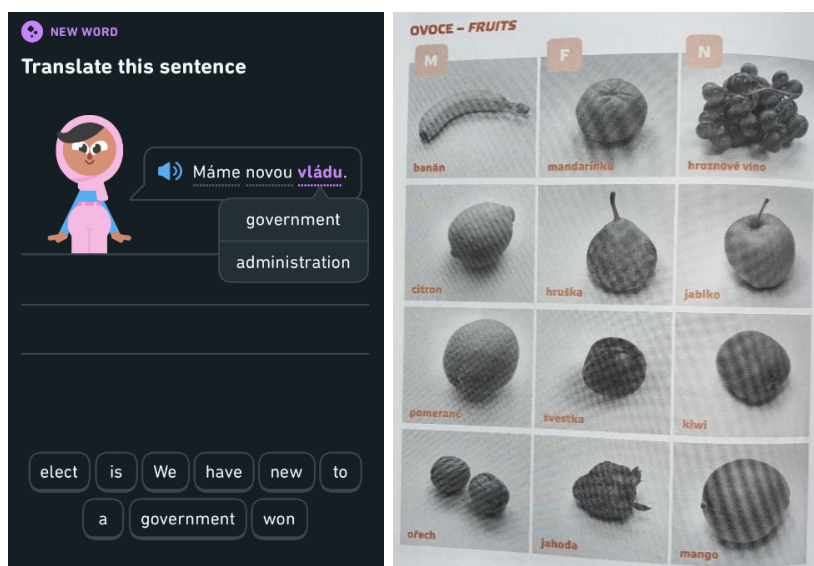 NEW WORD
Translate this sentence
Máme novou vládu.
government
administration
elect is We have new to
a government won
OVOCE – FRUITS
M F N
banán mandarinka hroznové víno
citron hruška jablko
pomeranč švestka kiwi
ořech jahoda mango